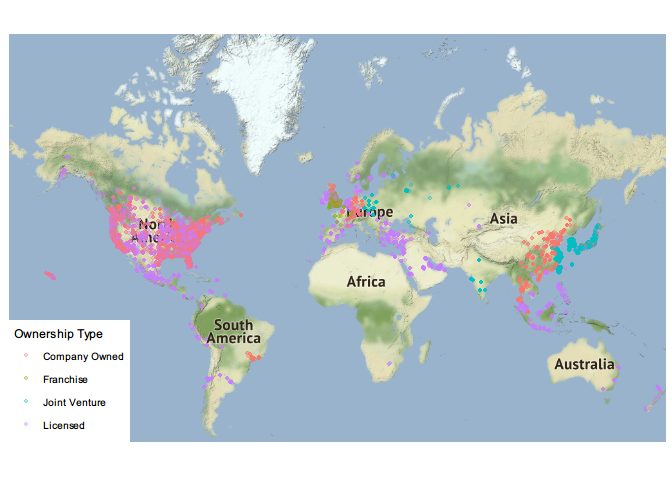 North
America
Europe
Asia
Africa
South
America
Australia
Ownership Type
Company Owned
Franchise
Joint Venture
Licensed